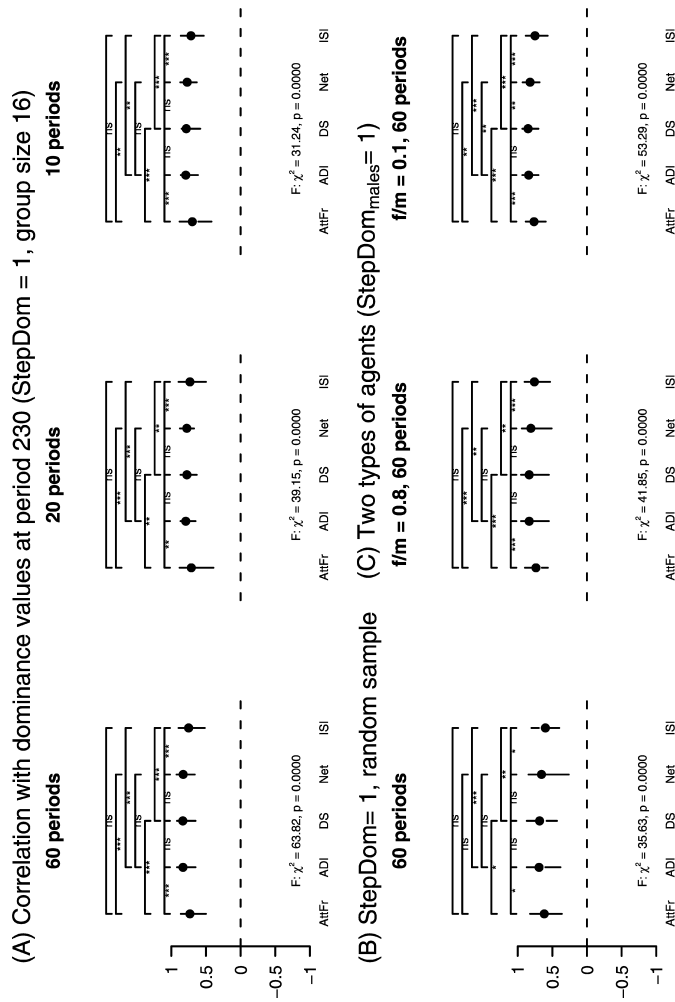 (A) Correlation with dominance values at period 230 (StepDom = 1, group size 16)
60 periods 20 periods 10 periods
ns ns ns
*** *** **
*** *** **
ns ns ns
*** ** ***
*** ** ***
*** ns ns *** ** ns ns *** *** ns ns ***
1
0.5
0
−0.5
−1
F: χ² = 63.82, p = 0.0000 F: χ² = 39.15, p = 0.0000 F: χ² = 31.24, p = 0.0000
AttFr ADI DS Net ISI AttFr ADI DS Net ISI AttFr ADI DS Net ISI
(B) StepDom= 1, random sample (C) Two types of agents (StepDom_males= 1)
60 periods f/m = 0.8, 60 periods f/m = 0.1, 60 periods
ns ns ns
ns *** ***
*** ** ***
ns ns **
* *** ***
** ** ***
* ns ns * *** ns ns *** *** ns ** ***
1
0.5
0
−0.5
−1
F: χ² = 35.63, p = 0.0000 F: χ² = 41.85, p = 0.0000 F: χ² = 53.29, p = 0.0000
AttFr ADI DS Net ISI AttFr ADI DS Net ISI AttFr ADI DS Net ISI